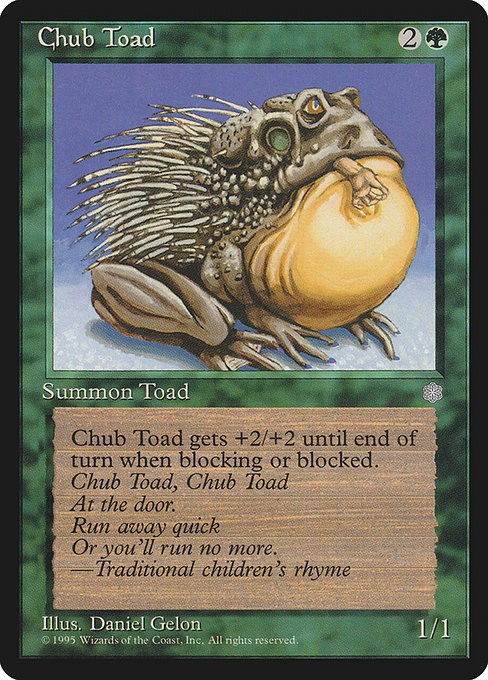 Chub Toad 2
Summon Toad
Chub Toad gets +2/+2 until end of
turn when blocking or blocked.
Chub Toad, Chub Toad
At the door.
Run away quick
Or you'll run no more.
—Traditional children's rhyme
Illus. Daniel Gelon
© 1995 Wizards of the Coast, Inc. All rights reserved.
1/1